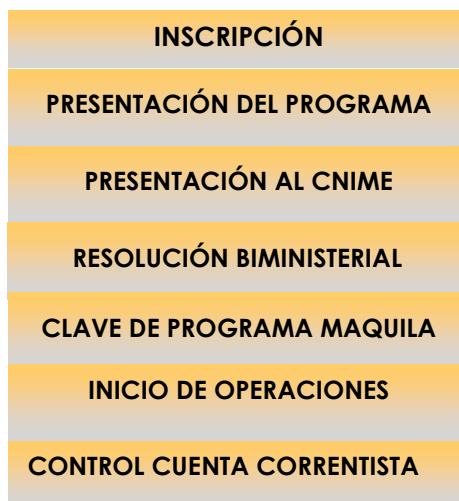 INSCRIPCIÓN
PRESENTACIÓN DEL PROGRAMA
PRESENTACIÓN AL CNIME
RESOLUCIÓN BIMINISTERIAL
CLAVE DE PROGRAMA MAQUILA
INICIO DE OPERACIONES
CONTROL CUENTA CORRENTISTA